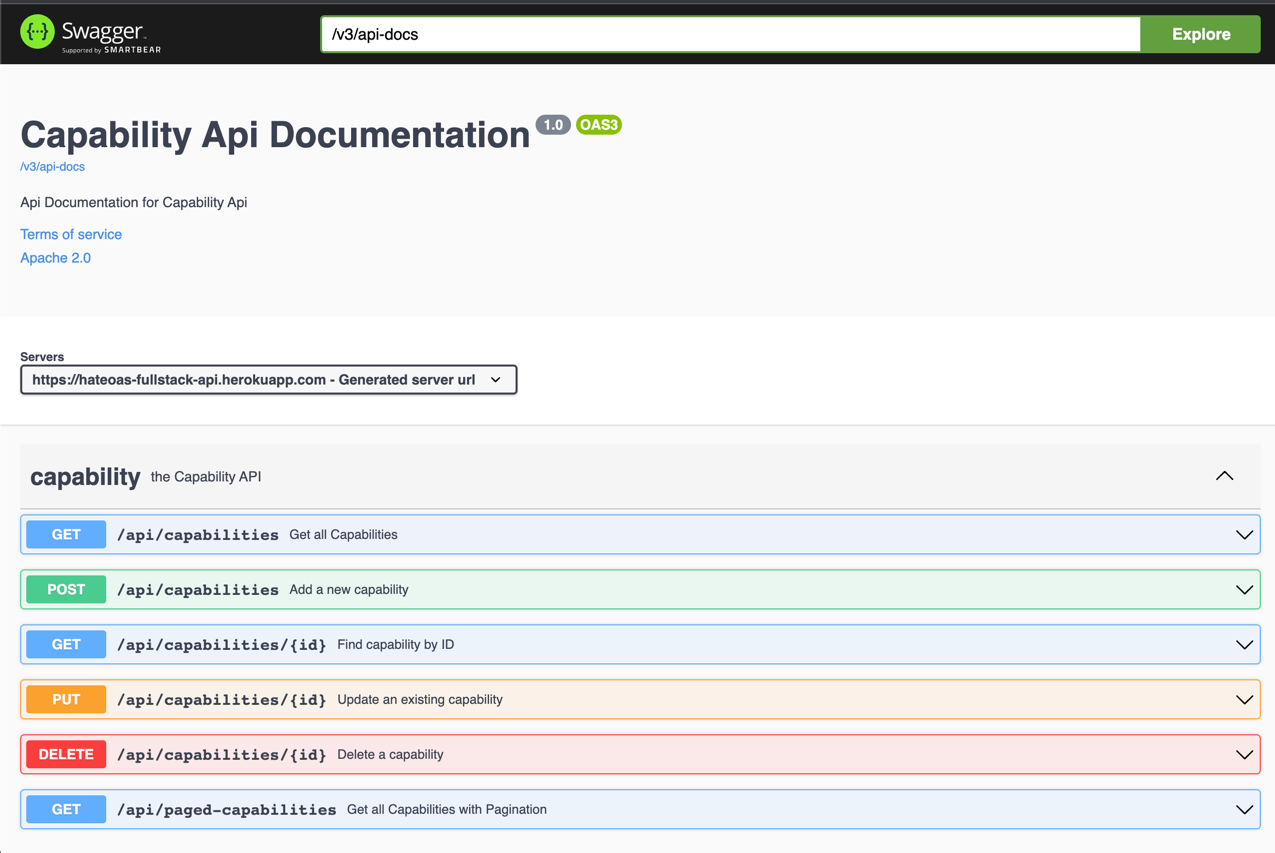 Swagger
Supported by SMARTBEAR
/v3/api-docs
Explore
Capability Api Documentation 1.0 OAS3
/v3/api-docs
Api Documentation for Capability Api
Terms of service
Apache 2.0
Servers
https://hateoas-fullstack-api.herokuapp.com - Generated server url
capability the Capability API
GET /api/capabilities Get all Capabilities
POST /api/capabilities Add a new capability
GET /api/capabilities/{id} Find capability by ID
PUT /api/capabilities/{id} Update an existing capability
DELETE /api/capabilities/{id} Delete a capability
GET /api/paged-capabilities Get all Capabilities with Pagination